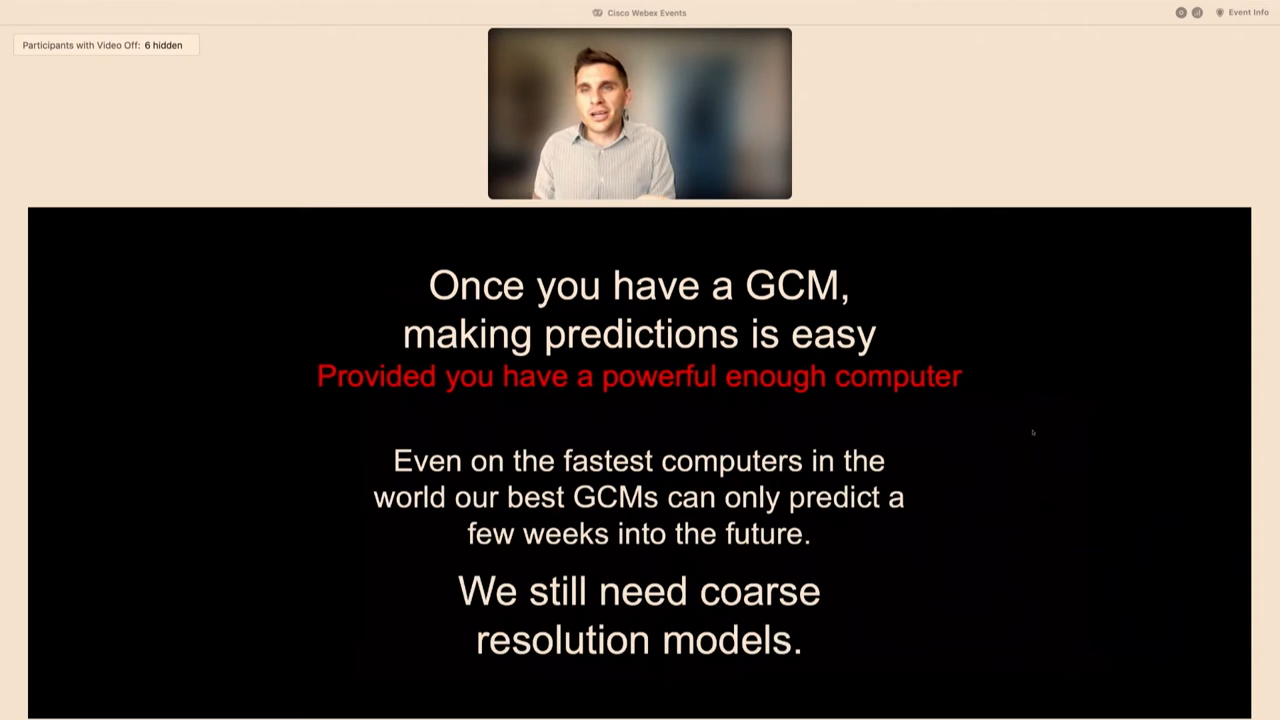 Cisco Webex Events
Event Info
Participants with Video Off: 6 hidden
Once you have a GCM,
making predictions is easy
Provided you have a powerful enough computer
Even on the fastest computers in the
world our best GCMs can only predict a
few weeks into the future.
We still need coarse
resolution models.